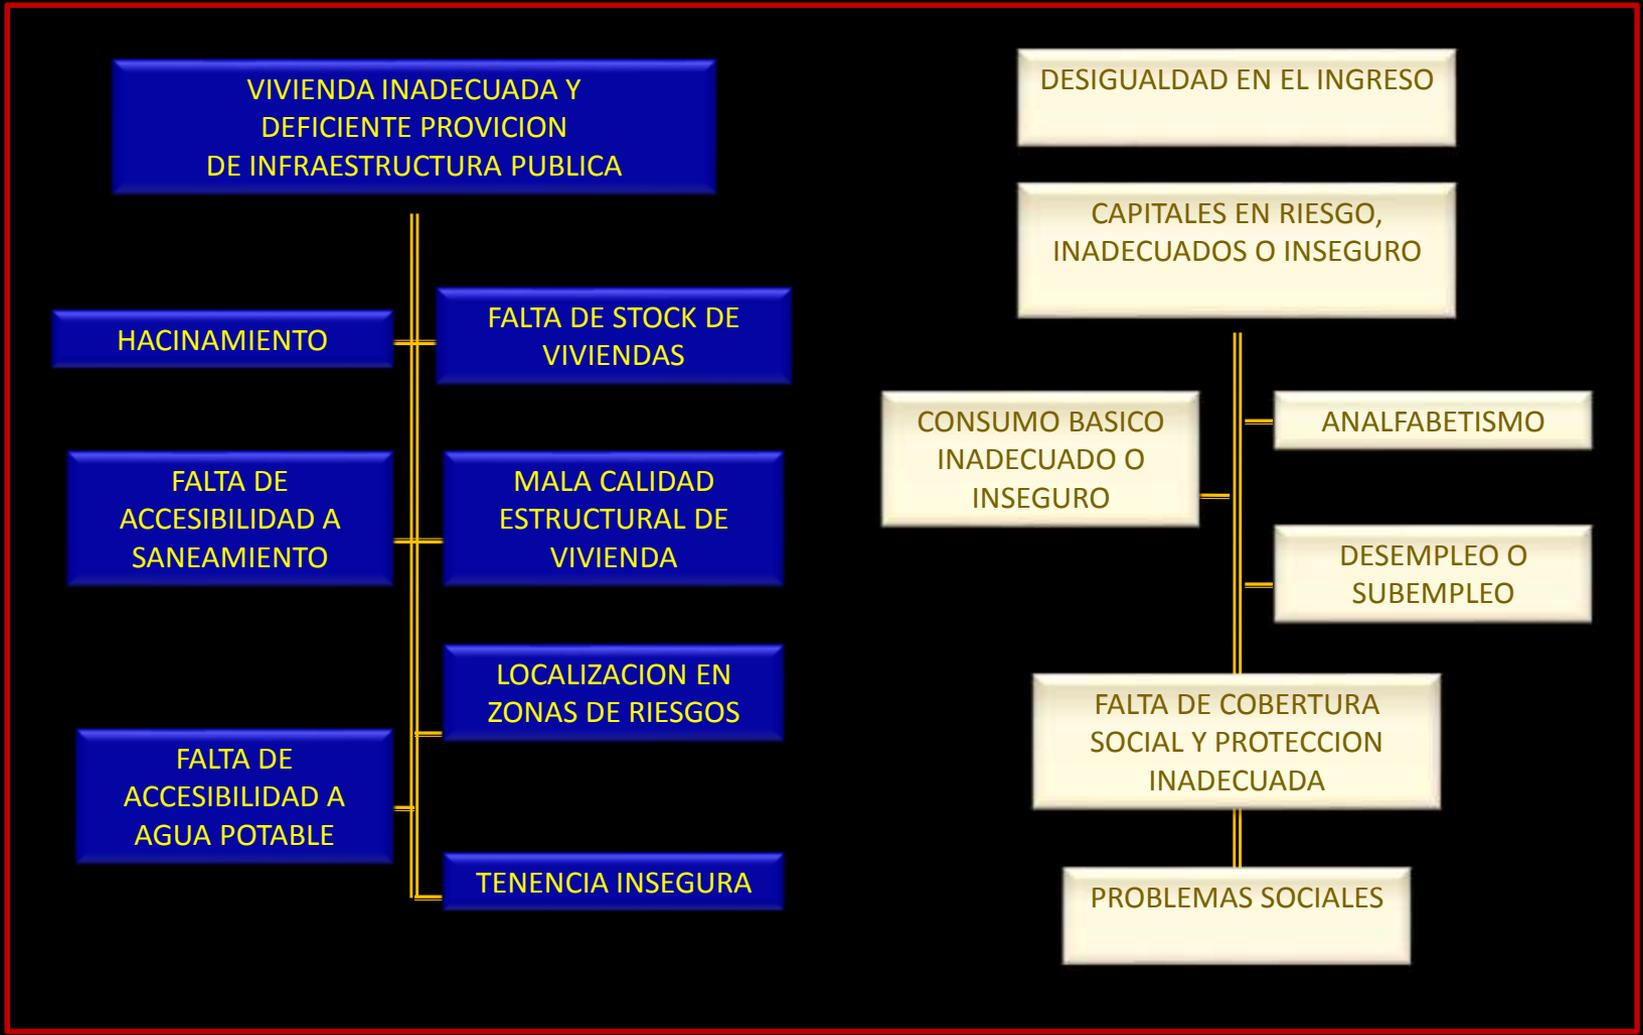 VIVIENDA INADECUADA Y
DEFICIENTE PROVICION
DE INFRAESTRUCTURA PUBLICA
HACINAMIENTO
FALTA DE STOCK DE
VIVIENDAS
FALTA DE
ACCESIBILIDAD A
SANEAMIENTO
MALA CALIDAD
ESTRUCTURAL DE
VIVIENDA
LOCALIZACION EN
ZONAS DE RIESGOS
FALTA DE
ACCESIBILIDAD A
AGUA POTABLE
TENENCIA INSEGURA
DESIGUALDAD EN EL INGRESO
CAPITALES EN RIESGO,
INADECUADOS O INSEGURO
CONSUMO BASICO
INADECUADO O
INSEGURO
ANALFABETISMO
DESEMPLEO O
SUBEMPLEO
FALTA DE COBERTURA
SOCIAL Y PROTECCION
INADECUADA
PROBLEMAS SOCIALES